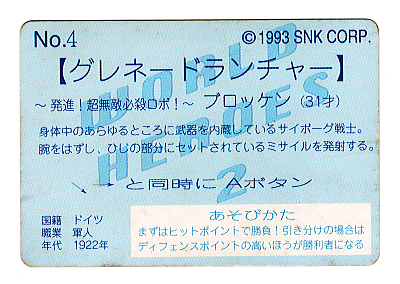 No.4
©1993 SNK CORP.
【グレネードランチャー】
～発進！超無敵必殺ロボ！～ ブロッケン（31才）
身体中のあらゆるところに武器を内蔵しているサイボーグ戦士。
腕をはずし、ひじの部分にセットされているミサイルを発射する。
↘→と同時にAボタン
国籍 ドイツ
職業 軍人
年代 1922年
あそびかた
まずはヒットポイントで勝負！引き分けの場合は
ディフェンスポイントの高いほうが勝利者になる
WORLD
HEROES
2